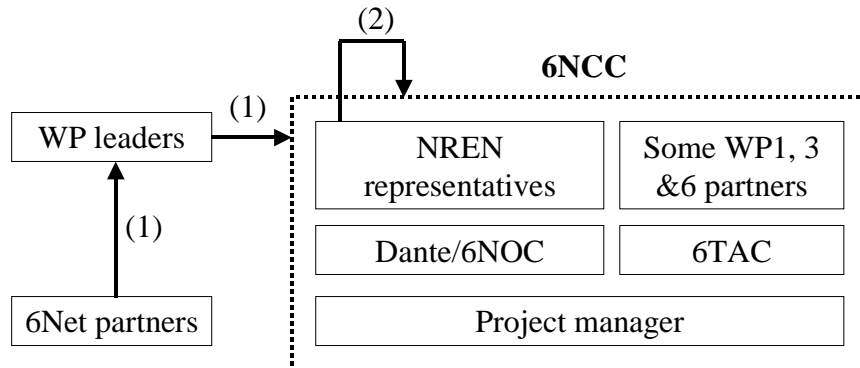 (2)
6NCC
(1)
WP leaders
NREN
representatives
Some WP1, 3
&6 partners
(1)
Dante/6NOC
6TAC
6Net partners
Project manager